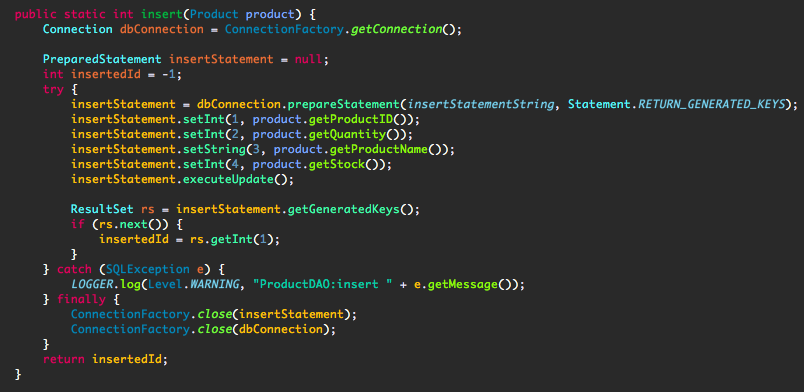 public static int insert(Product product) {
    Connection dbConnection = ConnectionFactory.getConnection();

    PreparedStatement insertStatement = null;
    int insertedId = -1;
    try {
        insertStatement = dbConnection.prepareStatement(insertStatementString, Statement.RETURN_GENERATED_KEYS);
        insertStatement.setInt(1, product.getProductID());
        insertStatement.setInt(2, product.getQuantity());
        insertStatement.setString(3, product.getProductName());
        insertStatement.setInt(4, product.getStock());
        insertStatement.executeUpdate();

        ResultSet rs = insertStatement.getGeneratedKeys();
        if (rs.next()) {
            insertedId = rs.getInt(1);
        }
    } catch (SQLException e) {
        LOGGER.log(Level.WARNING, "ProductDAO:insert " + e.getMessage());
    } finally {
        ConnectionFactory.close(insertStatement);
        ConnectionFactory.close(dbConnection);
    }
    return insertedId;
}